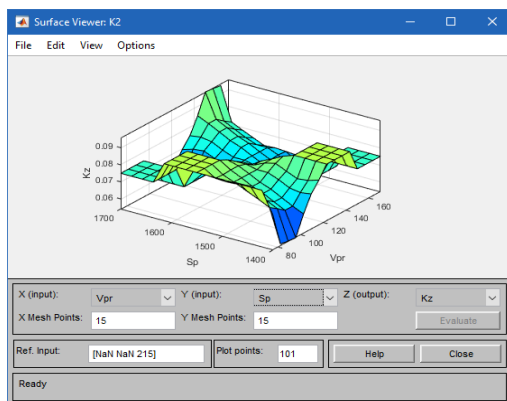 Surface Viewer: K2
File Edit View Options
0.09
0.08
0.07
0.06
Kz
1700
1600
1500
1400
Sp
80
100
120
140
160
Vpr
X (input): Vpr Y (input): Sp Z (output): Kz
X Mesh Points: 15 Y Mesh Points: 15 Evaluate
Ref. Input: [NaN NaN 215] Plot points: 101 Help Close
Ready